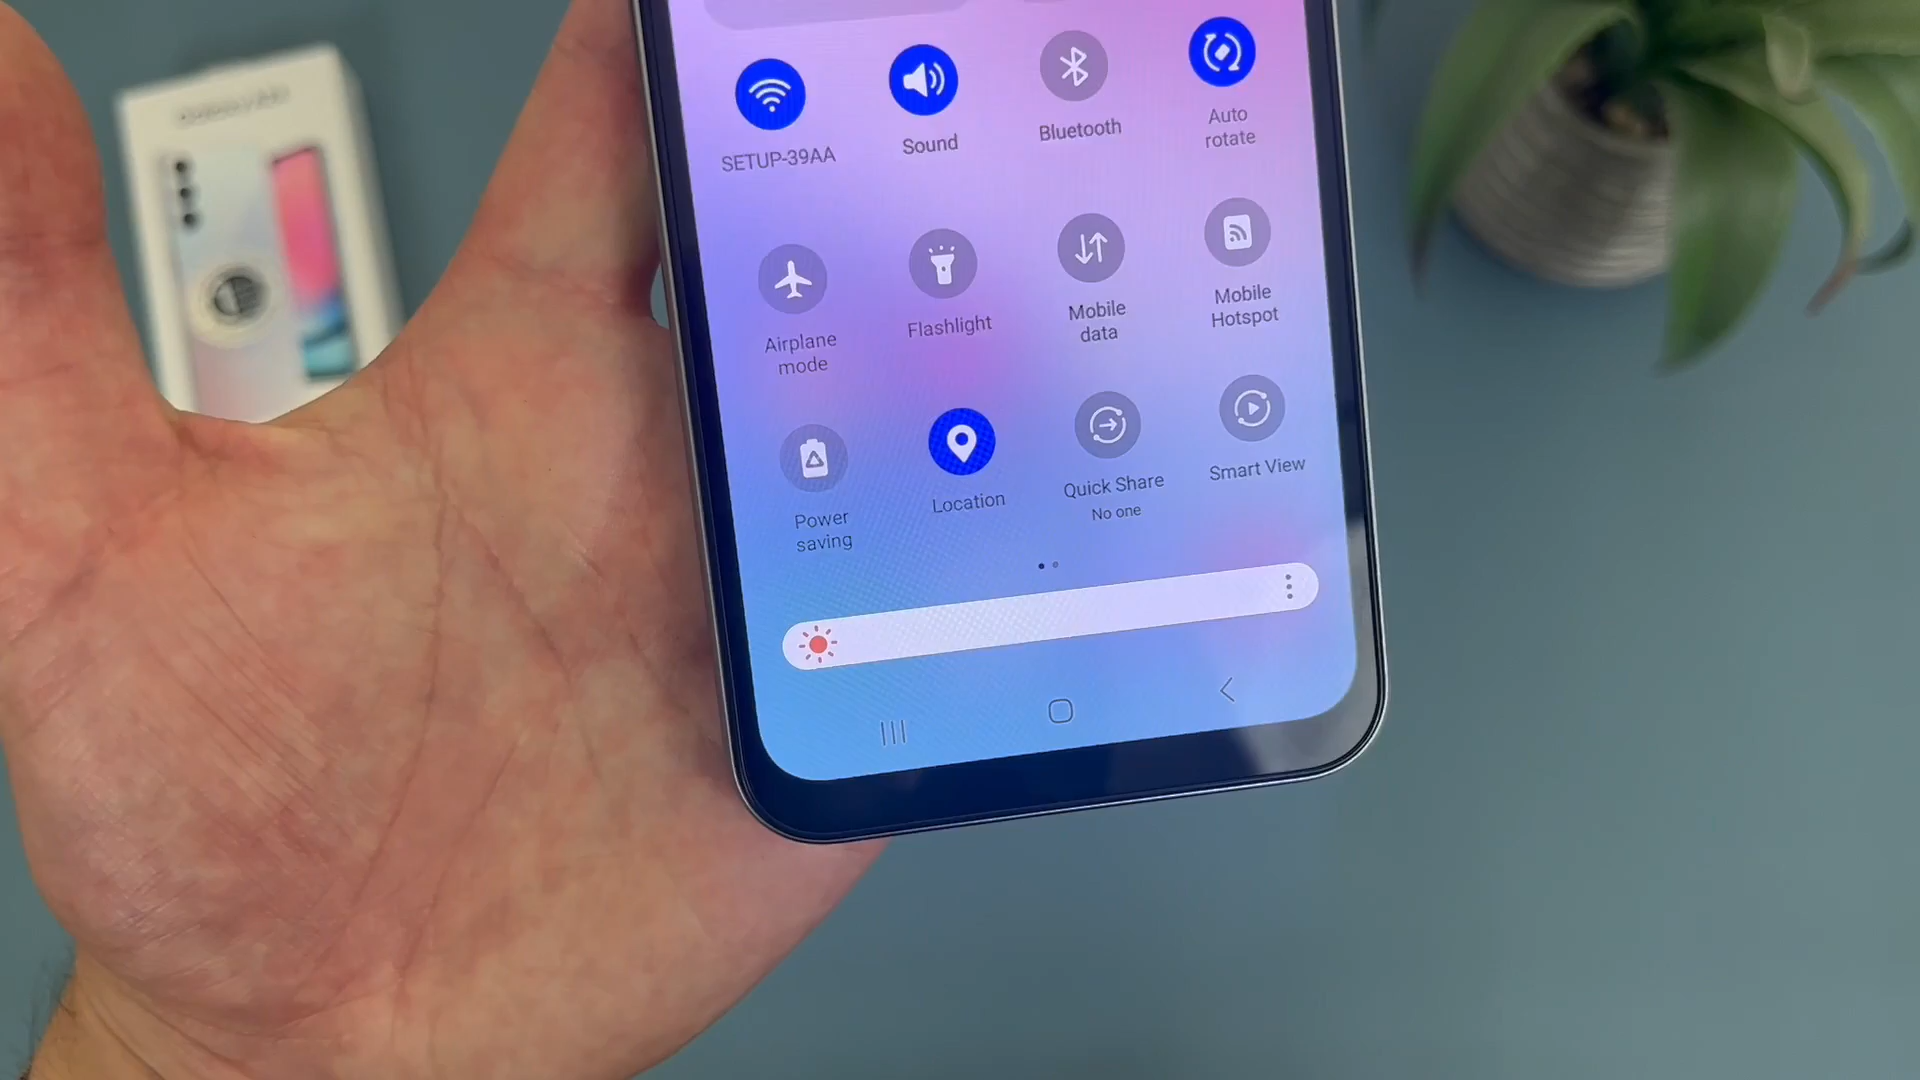 SETUP-39AA
Sound
Bluetooth
Auto
rotate
Airplane
mode
Flashlight
Mobile
data
Mobile
Hotspot
Power
saving
Location
Quick Share
No one
Smart View